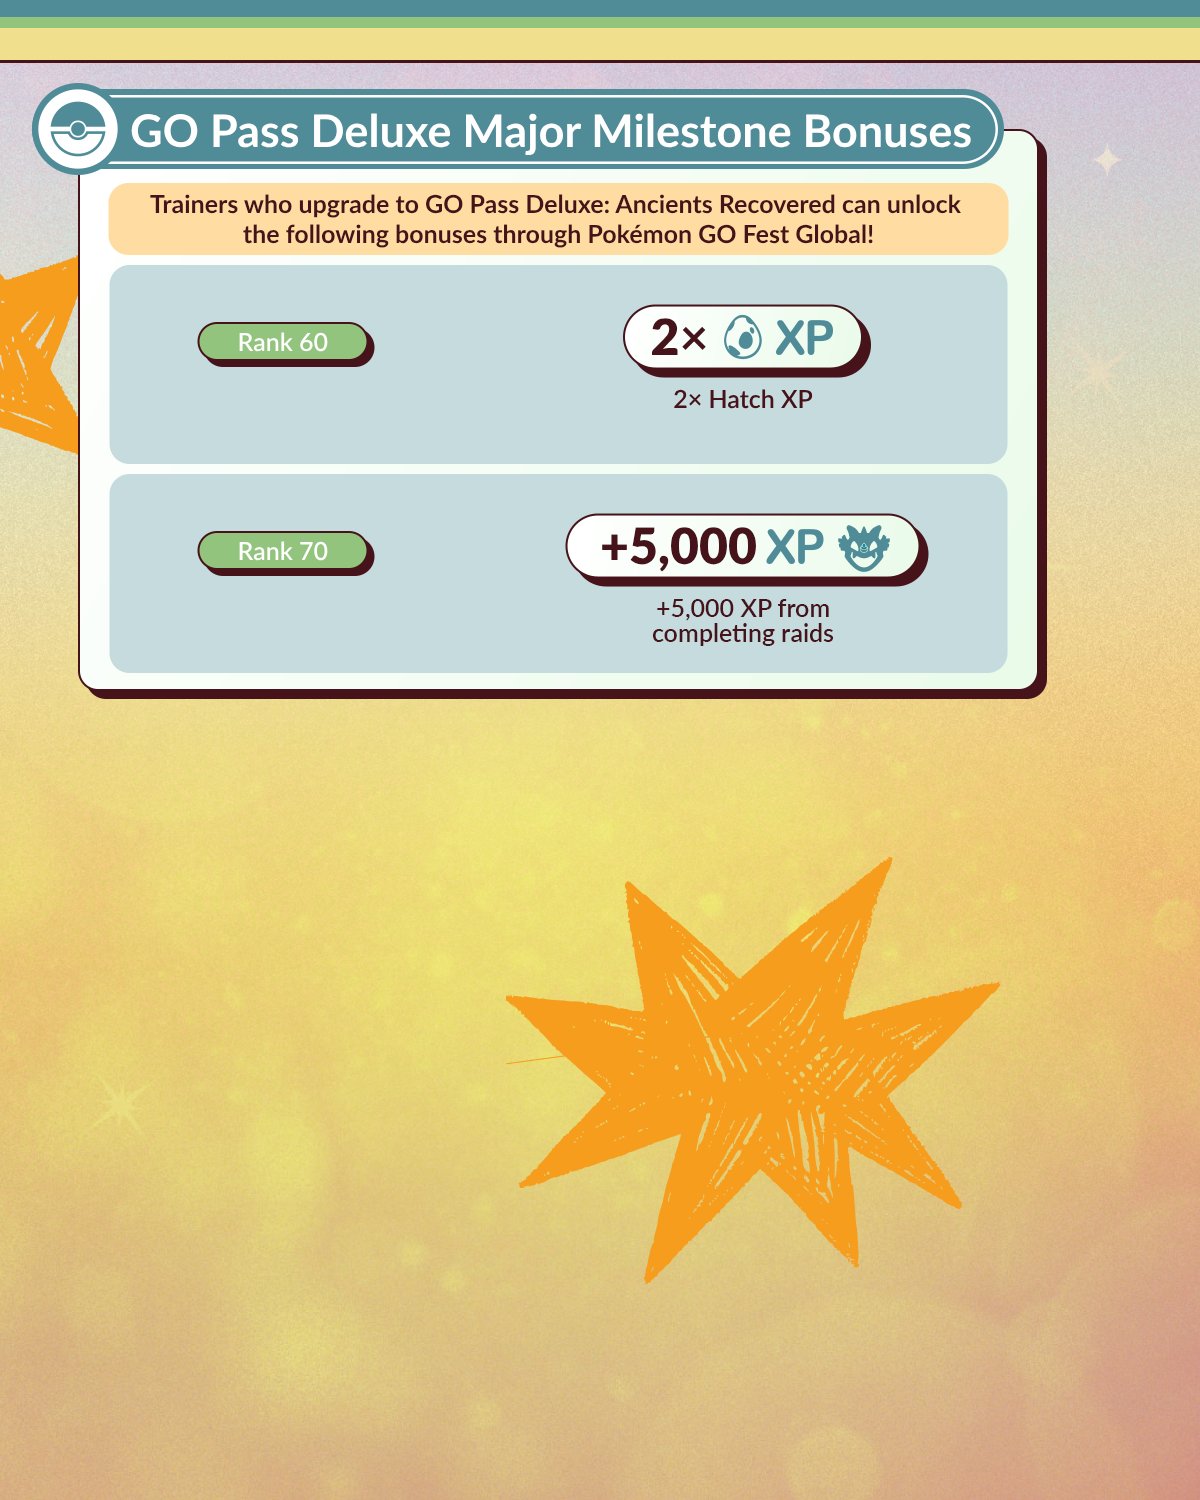 GO Pass Deluxe Major Milestone Bonuses
Trainers who upgrade to GO Pass Deluxe: Ancients Recovered can unlock
the following bonuses through Pokémon GO Fest Global!
Rank 60
2× XP
2× Hatch XP
Rank 70
+5,000 XP
+5,000 XP from
completing raids